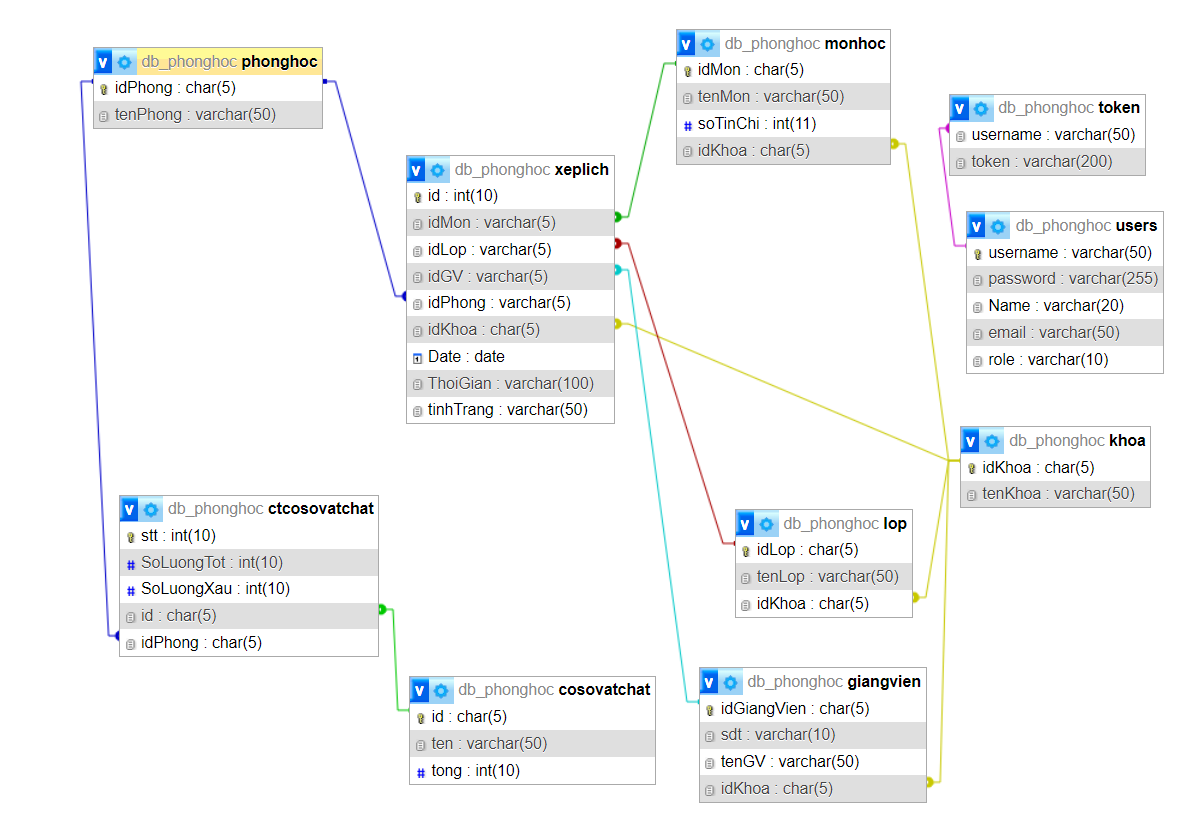 db_phonghoc phonghoc
idPhong : char(5)
tenPhong : varchar(50)
db_phonghoc monhoc
idMon : char(5)
tenMon : varchar(50)
soTinChi : int(11)
idKhoa : char(5)
db_phonghoc token
username : varchar(50)
token : varchar(200)
db_phonghoc xeplich
id : int(10)
idMon : varchar(5)
idLop : varchar(5)
idGV : varchar(5)
idPhong : varchar(5)
idKhoa : char(5)
Date : date
ThoiGian : varchar(100)
tinhTrang : varchar(50)
db_phonghoc users
username : varchar(50)
password : varchar(255)
Name : varchar(20)
email : varchar(50)
role : varchar(10)
db_phonghoc khoa
idKhoa : char(5)
tenKhoa : varchar(50)
db_phonghoc ctcosovatchat
stt : int(10)
SoLuongTot : int(10)
SoLuongXau : int(10)
id : char(5)
idPhong : char(5)
db_phonghoc lop
idLop : char(5)
tenLop : varchar(50)
idKhoa : char(5)
db_phonghoc cosovatchat
id : char(5)
ten : varchar(50)
tong : int(10)
db_phonghoc giangvien
idGiangVien : char(5)
sdt : varchar(10)
tenGV : varchar(50)
idKhoa : char(5)